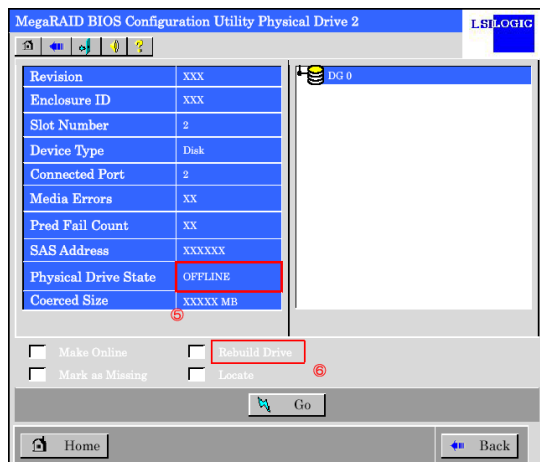 MegaRAID BIOS Configuration Utility Physical Drive 2
LSI LOGIC
?
Revision XXX
DG 0
Enclosure ID XXX
Slot Number 2
Device Type Disk
Connected Port 2
Media Errors XX
Pred Fail Count XX
SAS Address XXXXXX
Physical Drive State OFFLINE
Coerced Size XXXXX MB
⑤
Make Online Rebuild Drive
⑥
Mark as Missing Locate
Go
Home Back